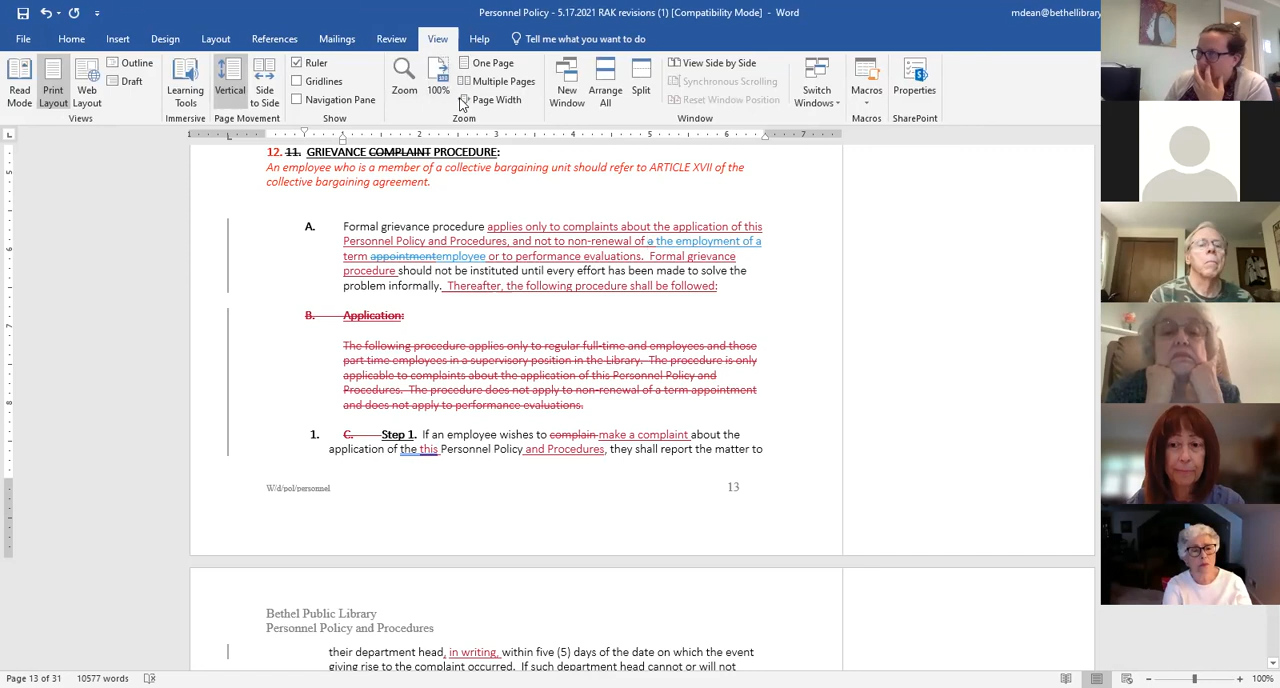 Personnel Policy - 5.17.2021 RAK revisions (1) [Compatibility Mode] - Word
mdean@bethellibrary
File Home Insert Design Layout References Mailings Review View Help Tell me what you want to do
Read Mode
Print Layout
Web Layout
Outline
Draft
Views
Learning Tools
Immersive
Vertical
Side to Side
Page Movement
Ruler
Gridlines
Navigation Pane
Show
Zoom
100%
One Page
Multiple Pages
Page Width
Zoom
New Window
Arrange All
Split
View Side by Side
Synchronous Scrolling
Reset Window Position
Window
Switch Windows
Macros
Macros
Properties
SharePoint
1 1 2 3 4 5 6 7
12. 11. GRIEVANCE COMPLAINT PROCEDURE:
An employee who is a member of a collective bargaining unit should refer to ARTICLE XVII of the
collective bargaining agreement.
A. Formal grievance procedure applies only to complaints about the application of this
Personnel Policy and Procedures, and not to non-renewal of a the employment of a
term appointmentemployee or to performance evaluations. Formal grievance
procedure should not be instituted until every effort has been made to solve the
problem informally. Thereafter, the following procedure shall be followed:
B. Application:
The following procedure applies only to regular full-time and employees and those
part time employees in a supervisory position in the Library. The procedure is only
applicable to complaints about the application of this Personnel Policy and
Procedures. The procedure does not apply to non-renewal of a term appointment
and does not apply to performance evaluations.
1. C. Step 1. If an employee wishes to complain make a complaint about the
application of the this Personnel Policy and Procedures, they shall report the matter to
W/d/pol/personnel 13
Bethel Public Library
Personnel Policy and Procedures
their department head, in writing, within five (5) days of the date on which the event
giving rise to the complaint occurred. If such department head cannot or will not
Page 13 of 31 10577 words 100%